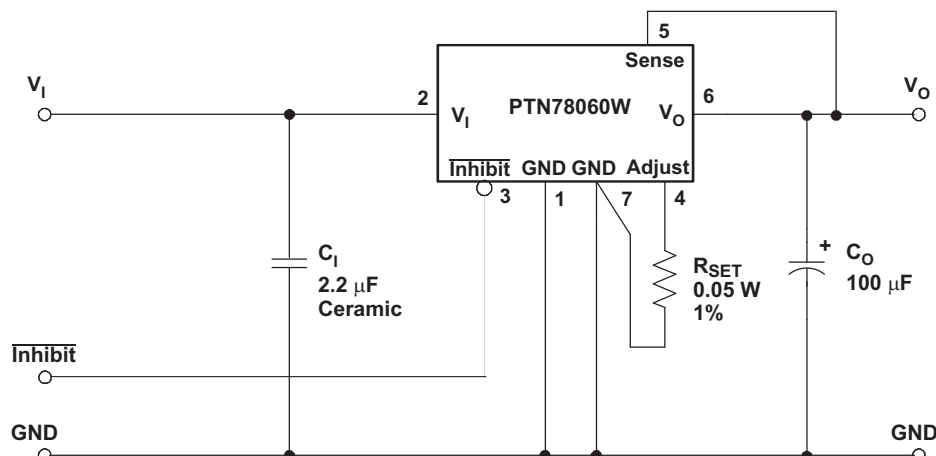 5
Sense
V_I
2
V_I
PTN78060W
V_O
6
V_O
Inhibit
GND
GND
Adjust
3
1
7
4
C_I
2.2 μF
Ceramic
R_SET
0.05 W
1%
+
C_O
100 μF
Inhibit
GND
GND